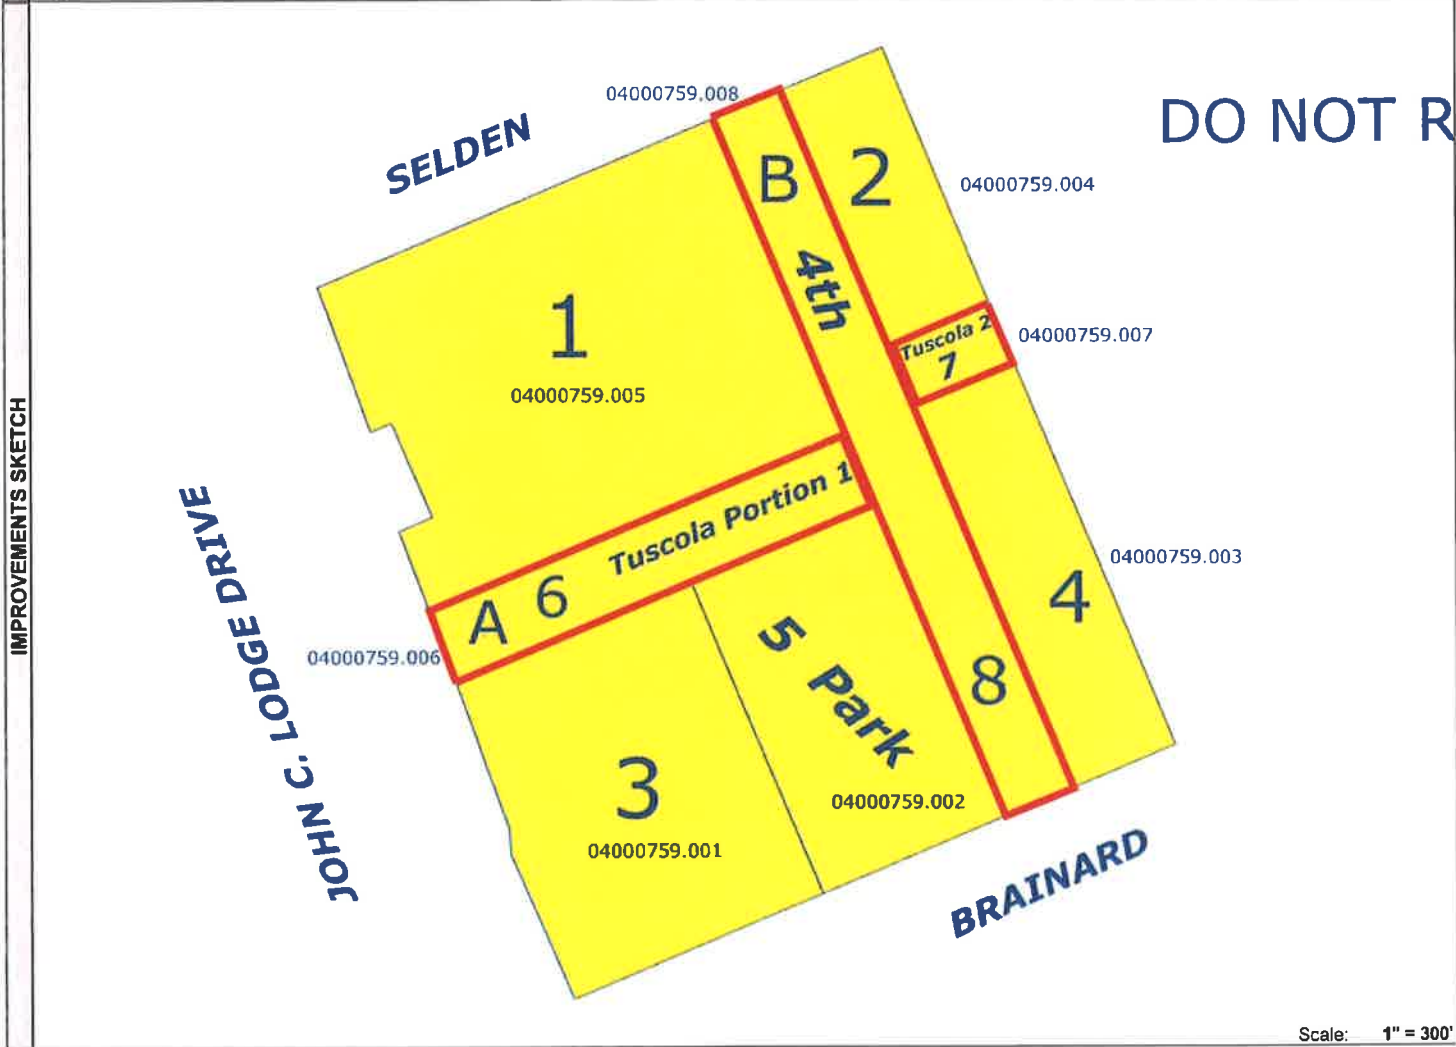 IMPROVEMENTS SKETCH
04000759.008
DO NOT R
SELDEN
B
2
04000759.004
4th
1
04000759.005
Tuscola 2
7
04000759.007
Tuscola Portion 1
A 6
04000759.006
JOHN C. LODGE DRIVE
04000759.003
4
5 Park
8
3
04000759.002
04000759.001
BRAINARD
Scale: 1" = 300'